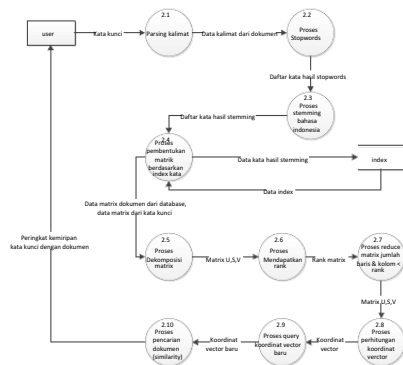 user
Kata kunci
2.1
Parsing kalimat
Data kalimat dari dokumen
2.2
Proses
Stopwords
Daftar kata hasil stopwords
2.3
Proses
stemming
bahasa
indonesia
Daftar kata hasil stemming
2.4
Proses
pembentukan
matrik
berdasarkan
index kata
Data kata hasil stemming
index
Data index
Data matrix dokumen dari database,
data matrix dari kata kunci
Peringkat kemiripan
kata kunci dengan dokumen
2.5
Proses
Dekomposisi
matrix
Matrix U,S,V
2.6
Proses
Mendapatkan
rank
Rank matrix
2.7
Proses reduce
matrix jumlah
baris & kolom <
rank
Matrix U,S,V
2.8
Proses
perhitungan
koordinat
verctor
Koordinat
vector
2.9
Proses query
koordinat vector
baru
Koordinat
vector baru
2.10
Proses
pencarian
dokumen
(similarity)